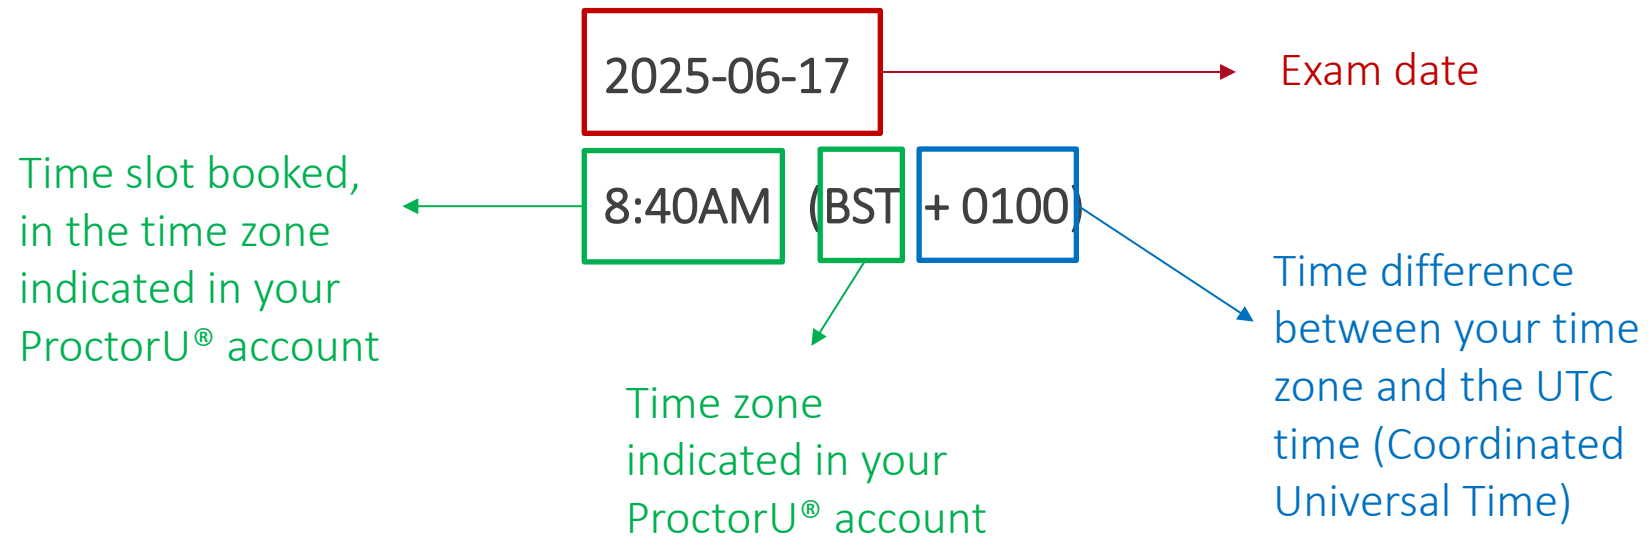 2025-06-17
Exam date
8:40AM (BST + 0100)
Time slot booked,
in the time zone
indicated in your
ProctorU® account
Time zone
indicated in your
ProctorU® account
Time difference
between your time
zone and the UTC
time (Coordinated
Universal Time)